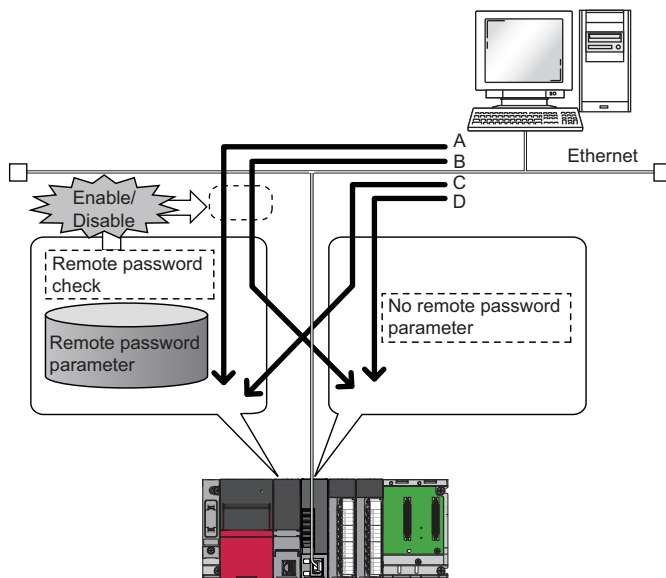 A
B
Ethernet
C
D
Enable/
Disable
Remote password
check
Remote password
parameter
No remote password
parameter